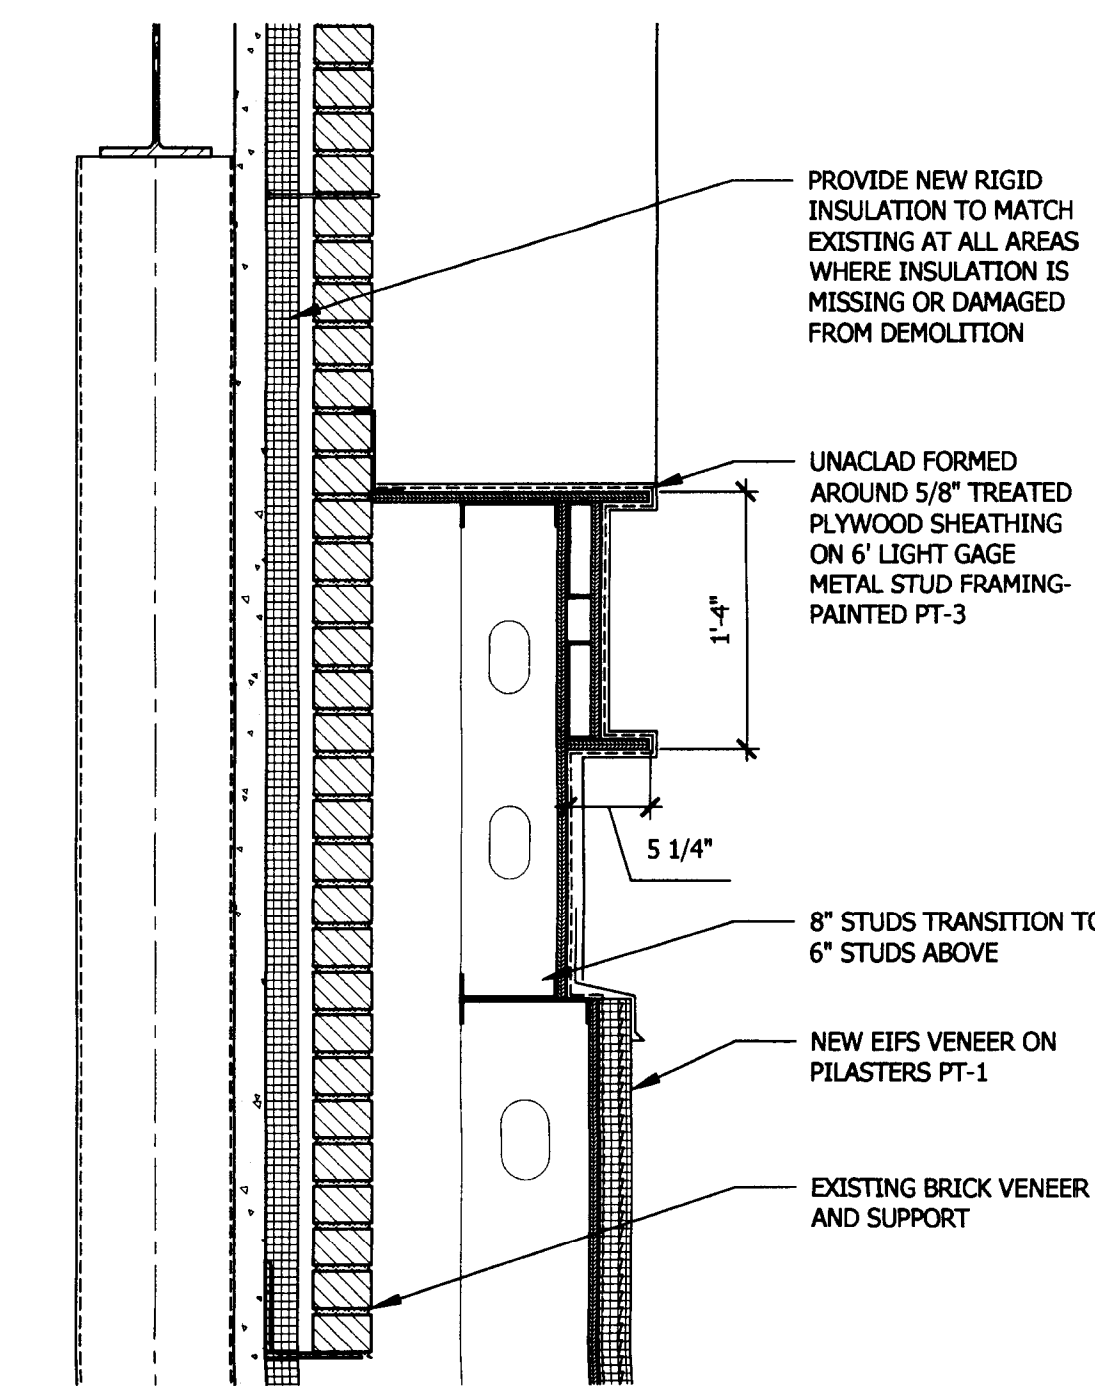 PROVIDE NEW RIGID
INSULATION TO MATCH
EXISTING AT ALL AREAS
WHERE INSULATION IS
MISSING OR DAMAGED
FROM DEMOLITION
UNACLAD FORMED
AROUND 5/8" TREATED
PLYWOOD SHEATHING
ON 6' LIGHT GAGE
METAL STUD FRAMING-
PAINTED PT-3
1'-4"
5 1/4"
8" STUDS TRANSITION TO
6" STUDS ABOVE
NEW EIFS VENEER ON
PILASTERS PT-1
EXISTING BRICK VENEER
AND SUPPORT